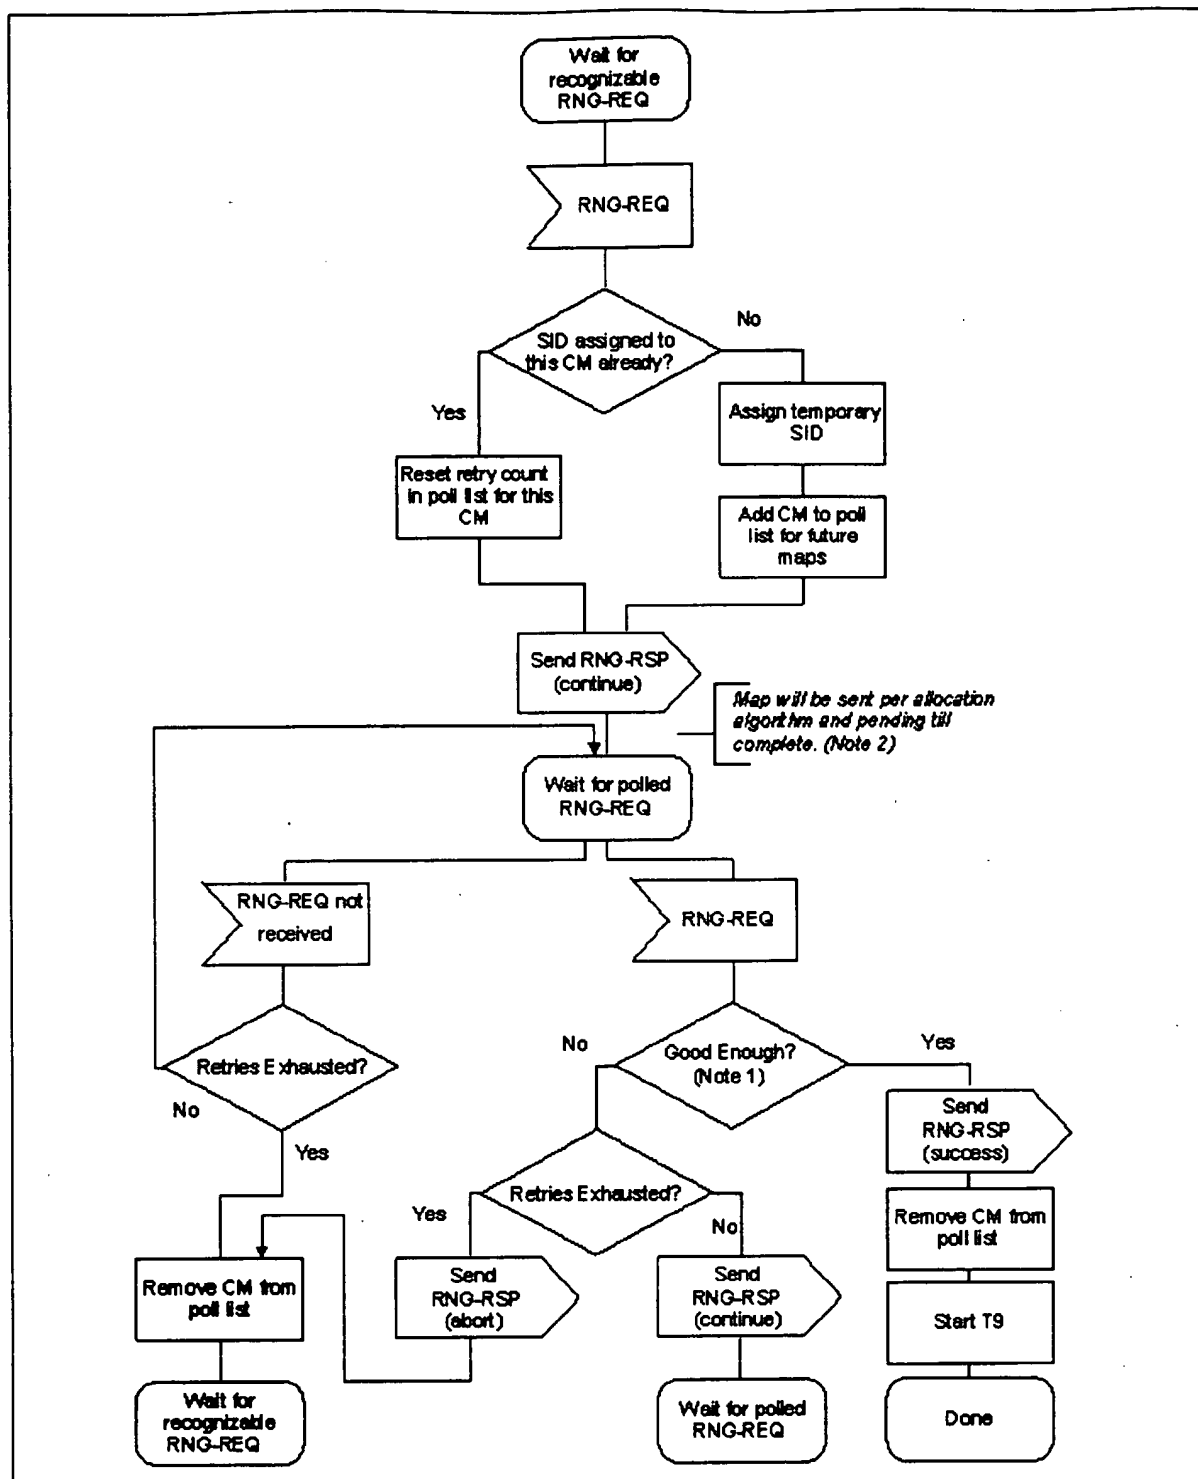 Wait for
recognizable
RNG-REQ
RNG-REQ
SID assigned to
this CM already?
No
Yes
Assign temporary
SID
Reset retry count
in poll list for this
CM
Add CM to poll
list for future
maps
Send RNG-RSP
(continue)
Map will be sent per allocation
algorithm and pending till
complete. (Note 2)
Wait for polled
RNG-REQ
RNG-REQ not
received
RNG-REQ
Retries Exhausted?
No
Yes
Good Enough?
(Note 1)
No
Yes
Send
RNG-RSP
(success)
Retries Exhausted?
Yes
No
Remove CM from
poll list
Remove CM from
poll list
Send
RNG-RSP
(abort)
Send
RNG-RSP
(continue)
Start T9
Wait for
recognizable
RNG-REQ
Wait for polled
RNG-REQ
Done